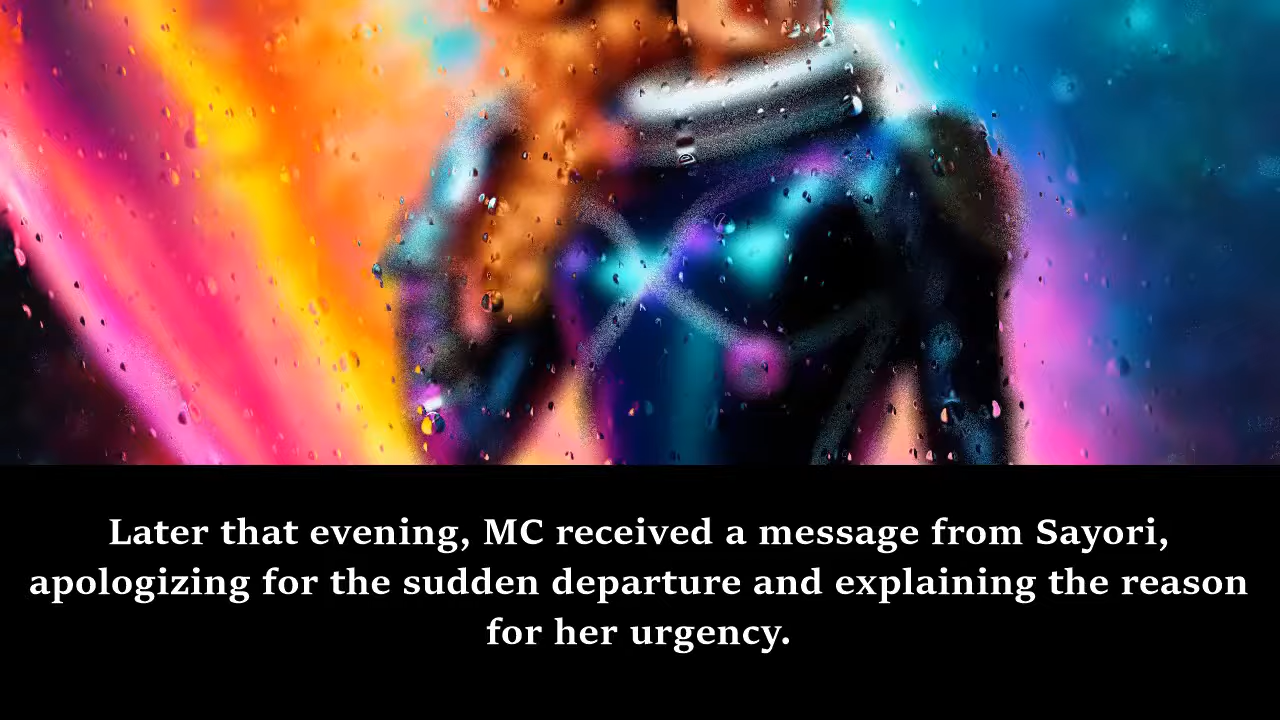 Later that evening, MC received a message from Sayori,
apologizing for the sudden departure and explaining the reason
for her urgency.